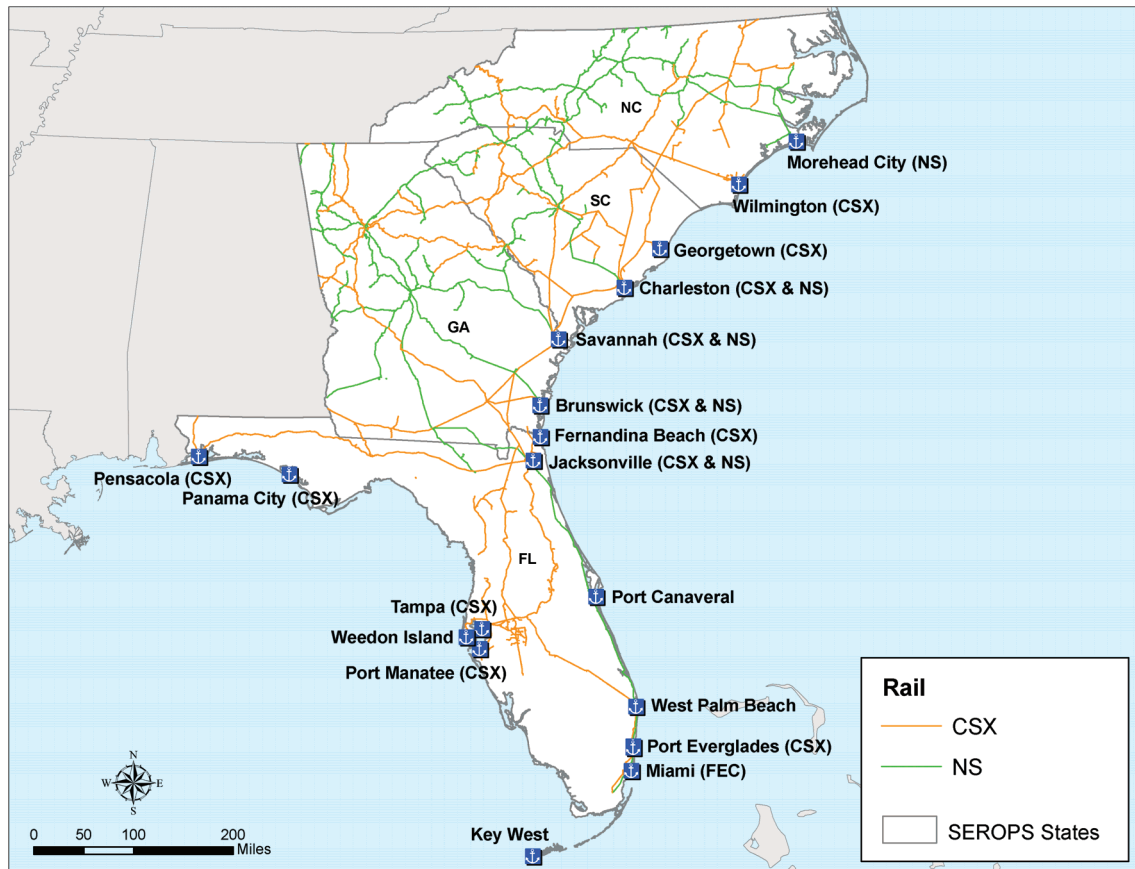 NC
Morehead City (NS)
Wilmington (CSX)
SC
Georgetown (CSX)
Charleston (CSX & NS)
GA
Savannah (CSX & NS)
Brunswick (CSX & NS)
Fernandina Beach (CSX)
Jacksonville (CSX & NS)
Pensacola (CSX)
Panama City (CSX)
FL
Port Canaveral
Tampa (CSX)
Weedon Island
Port Manatee (CSX)
West Palm Beach
Port Everglades (CSX)
Miami (FEC)
Key West
Rail
CSX
NS
SEROPS States
N
W E
S
0 50 100 200
Miles